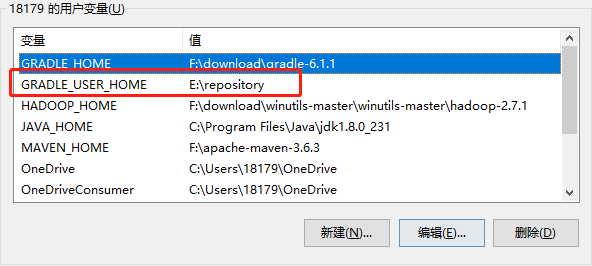 18179 的用户变量(U)
变量 值
GRADLE_HOME F:\download\gradle-6.1.1
GRADLE_USER_HOME E:\repository
HADOOP_HOME F:\download\winutils-master\winutils-master\hadoop-2.7.1
JAVA_HOME C:\Program Files\Java\jdk1.8.0_231
MAVEN_HOME F:\apache-maven-3.6.3
OneDrive C:\Users\18179\OneDrive
OneDriveConsumer C:\Users\18179\OneDrive
新建(N)... 编辑(E)... 删除(D)